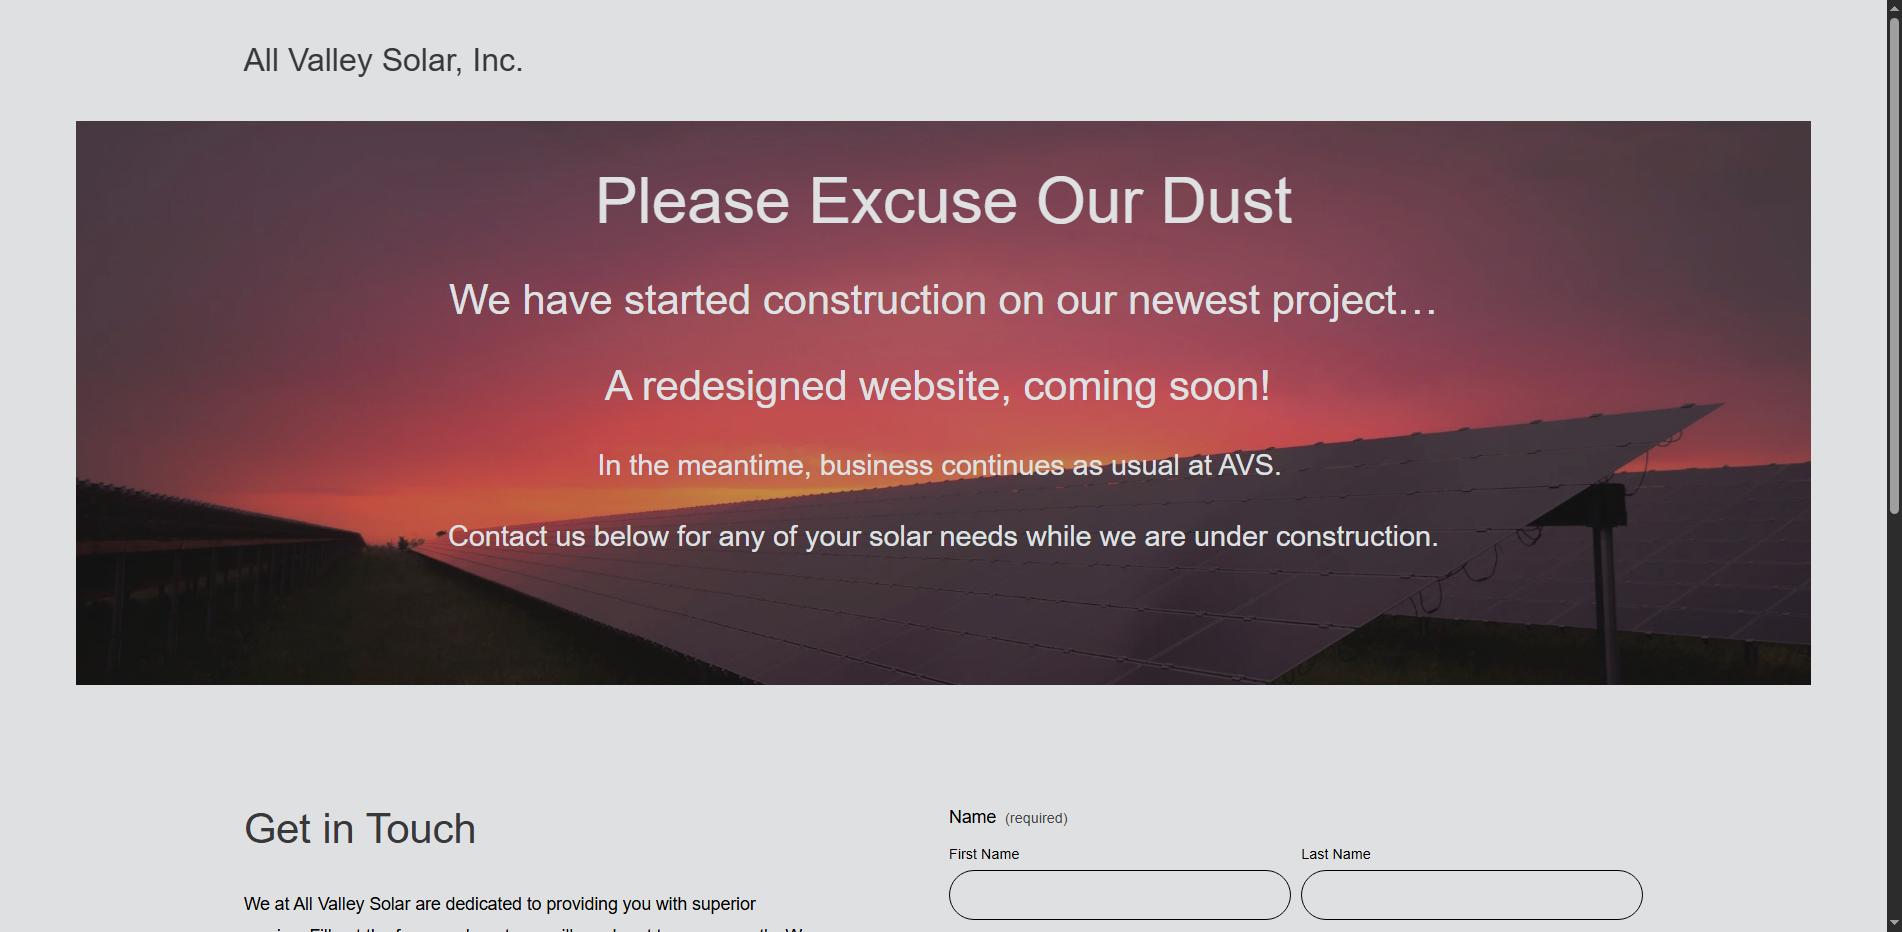 All Valley Solar, Inc.
Please Excuse Our Dust
We have started construction on our newest project…
A redesigned website, coming soon!
In the meantime, business continues as usual at AVS.
Contact us below for any of your solar needs while we are under construction.
Get in Touch
We at All Valley Solar are dedicated to providing you with superior
Name (required)
First Name
Last Name